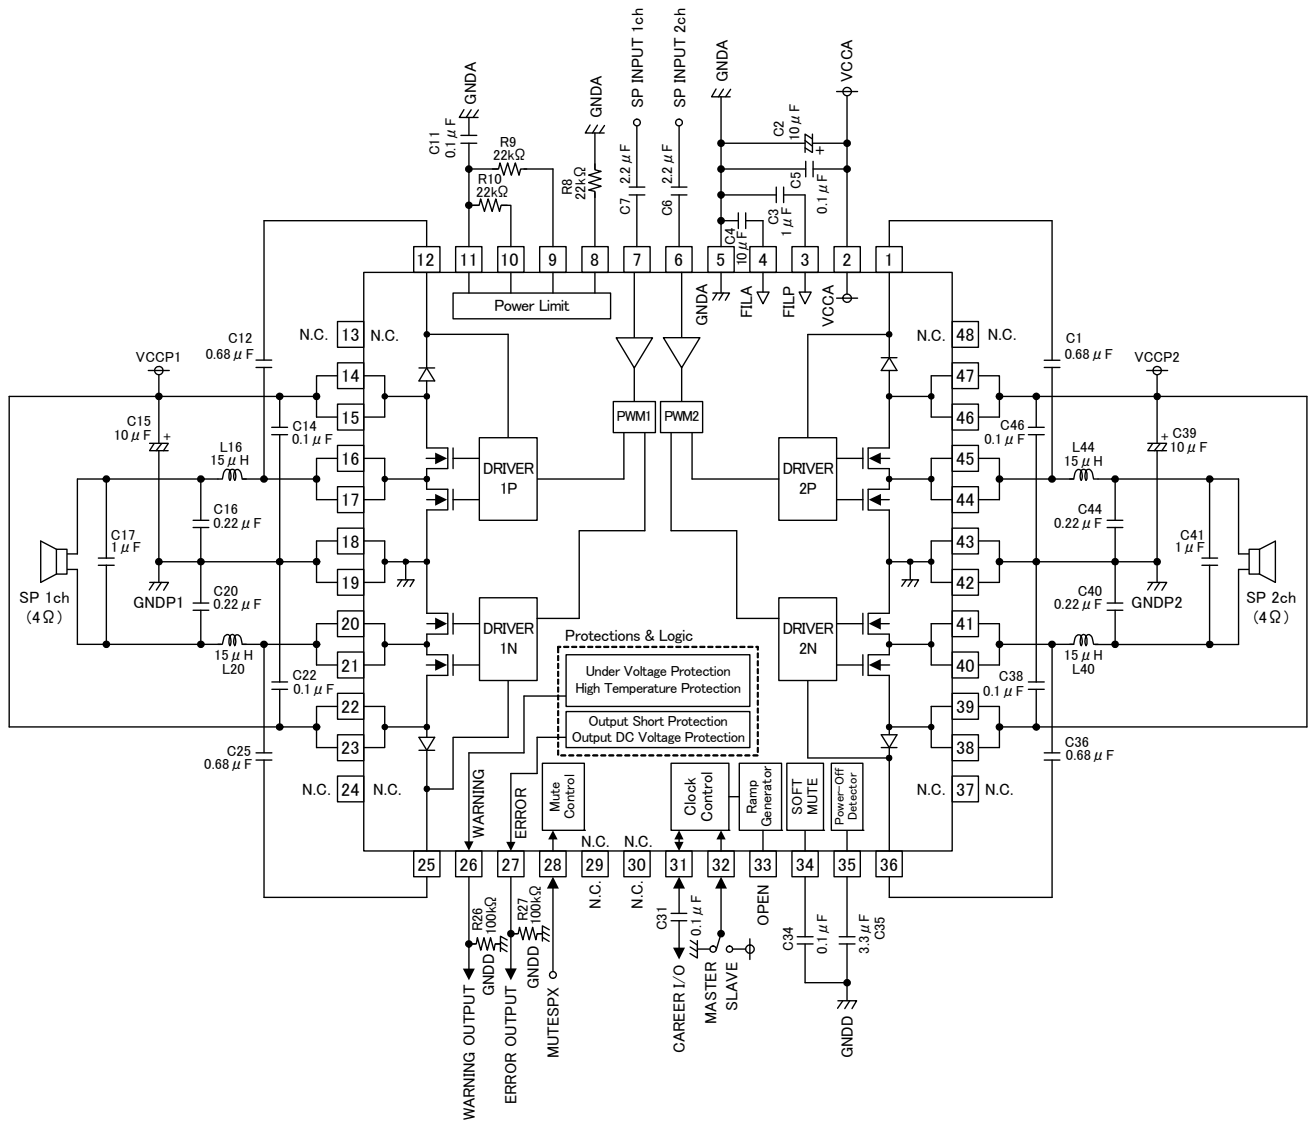 GNDA
SP INPUT 1ch
SP INPUT 2ch
GNDA
VCCA
C11
0.1μF
R9
22kΩ
R10
22kΩ
GNDA
R8
22kΩ
2.2μF
C7
2.2μF
C6
C2
10μF
+
C5
0.1μF
C3
1μF
C4
10μF
12
11
10
9
8
7
6
5
4
3
2
1
Power Limit
GNDA
FILA
FILP
VCCA
N.C.
13
N.C.
N.C.
48
N.C.
C12
0.68μF
C1
0.68μF
VCCP1
VCCP2
14
15
47
46
C15
10μF
+
C14
0.1μF
PWM1
PWM2
C46
0.1μF
+
C39
10μF
L16
15μH
16
17
DRIVER
1P
DRIVER
2P
45
44
L44
15μH
C16
0.22μF
C44
0.22μF
C17
1μF
C41
1μF
18
19
43
42
SP 1ch
(4Ω)
GNDP1
C20
0.22μF
GNDP2
C40
0.22μF
SP 2ch
(4Ω)
20
21
DRIVER
1N
DRIVER
2N
41
40
15μH
L20
15μH
L40
Protections & Logic
Under Voltage Protection
High Temperature Protection
Output Short Protection
Output DC Voltage Protection
C22
0.1μF
C38
0.1μF
22
23
39
38
C25
0.68μF
C36
0.68μF
N.C.
24
N.C.
N.C.
37
N.C.
WARNING
ERROR
Mute
Control
Clock
Control
Ramp
Generator
SOFT
MUTE
Power-Off
Detector
N.C.
N.C.
25
26
27
28
29
30
31
32
33
34
35
36
N.C.
N.C.
R26
100kΩ
GNDD
R27
100kΩ
GNDD
C31
0.1μF
OPEN
C34
0.1μF
3.3μF
C35
WARNING OUTPUT
ERROR OUTPUT
MUTESPX
CAREER I/O
MASTER
SLAVE
GNDD